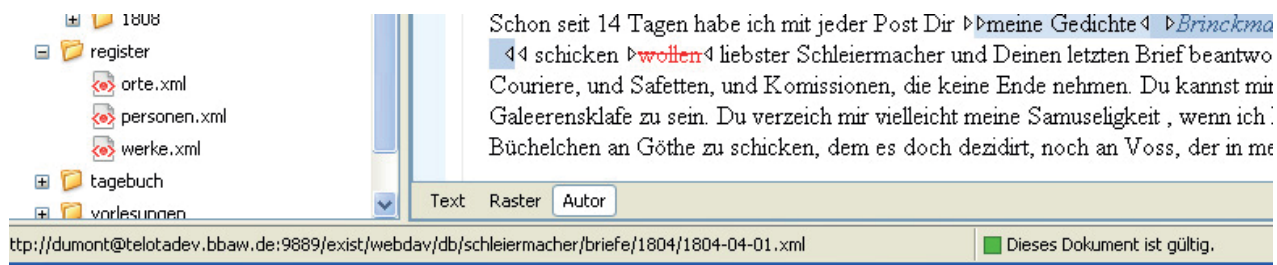 1808
register
orte.xml
personen.xml
werke.xml
tagebuch
vorlesungen
Schon seit 14 Tagen habe ich mit jeder Post Dir meine Gedichte Brinckma
schicken wollen liebster Schleiermacher und Deinen letzten Brief beantwo
Couriere, und Safetten, und Komissionen, die keine Ende nehmen. Du kannst mir
Galeerensklafe zu sein. Du verzeich mir vielleicht meine Samuseligkeit , wenn ich
Büchelchen an Göthe zu schicken, dem es doch dezidirt, noch an Voss, der in me
Text Raster Autor
ttp://dumont@telotadev.bbaw.de:9889/exist/webdav/db/schleiermacher/briefe/1804/1804-04-01.xml
Dieses Dokument ist gültig.